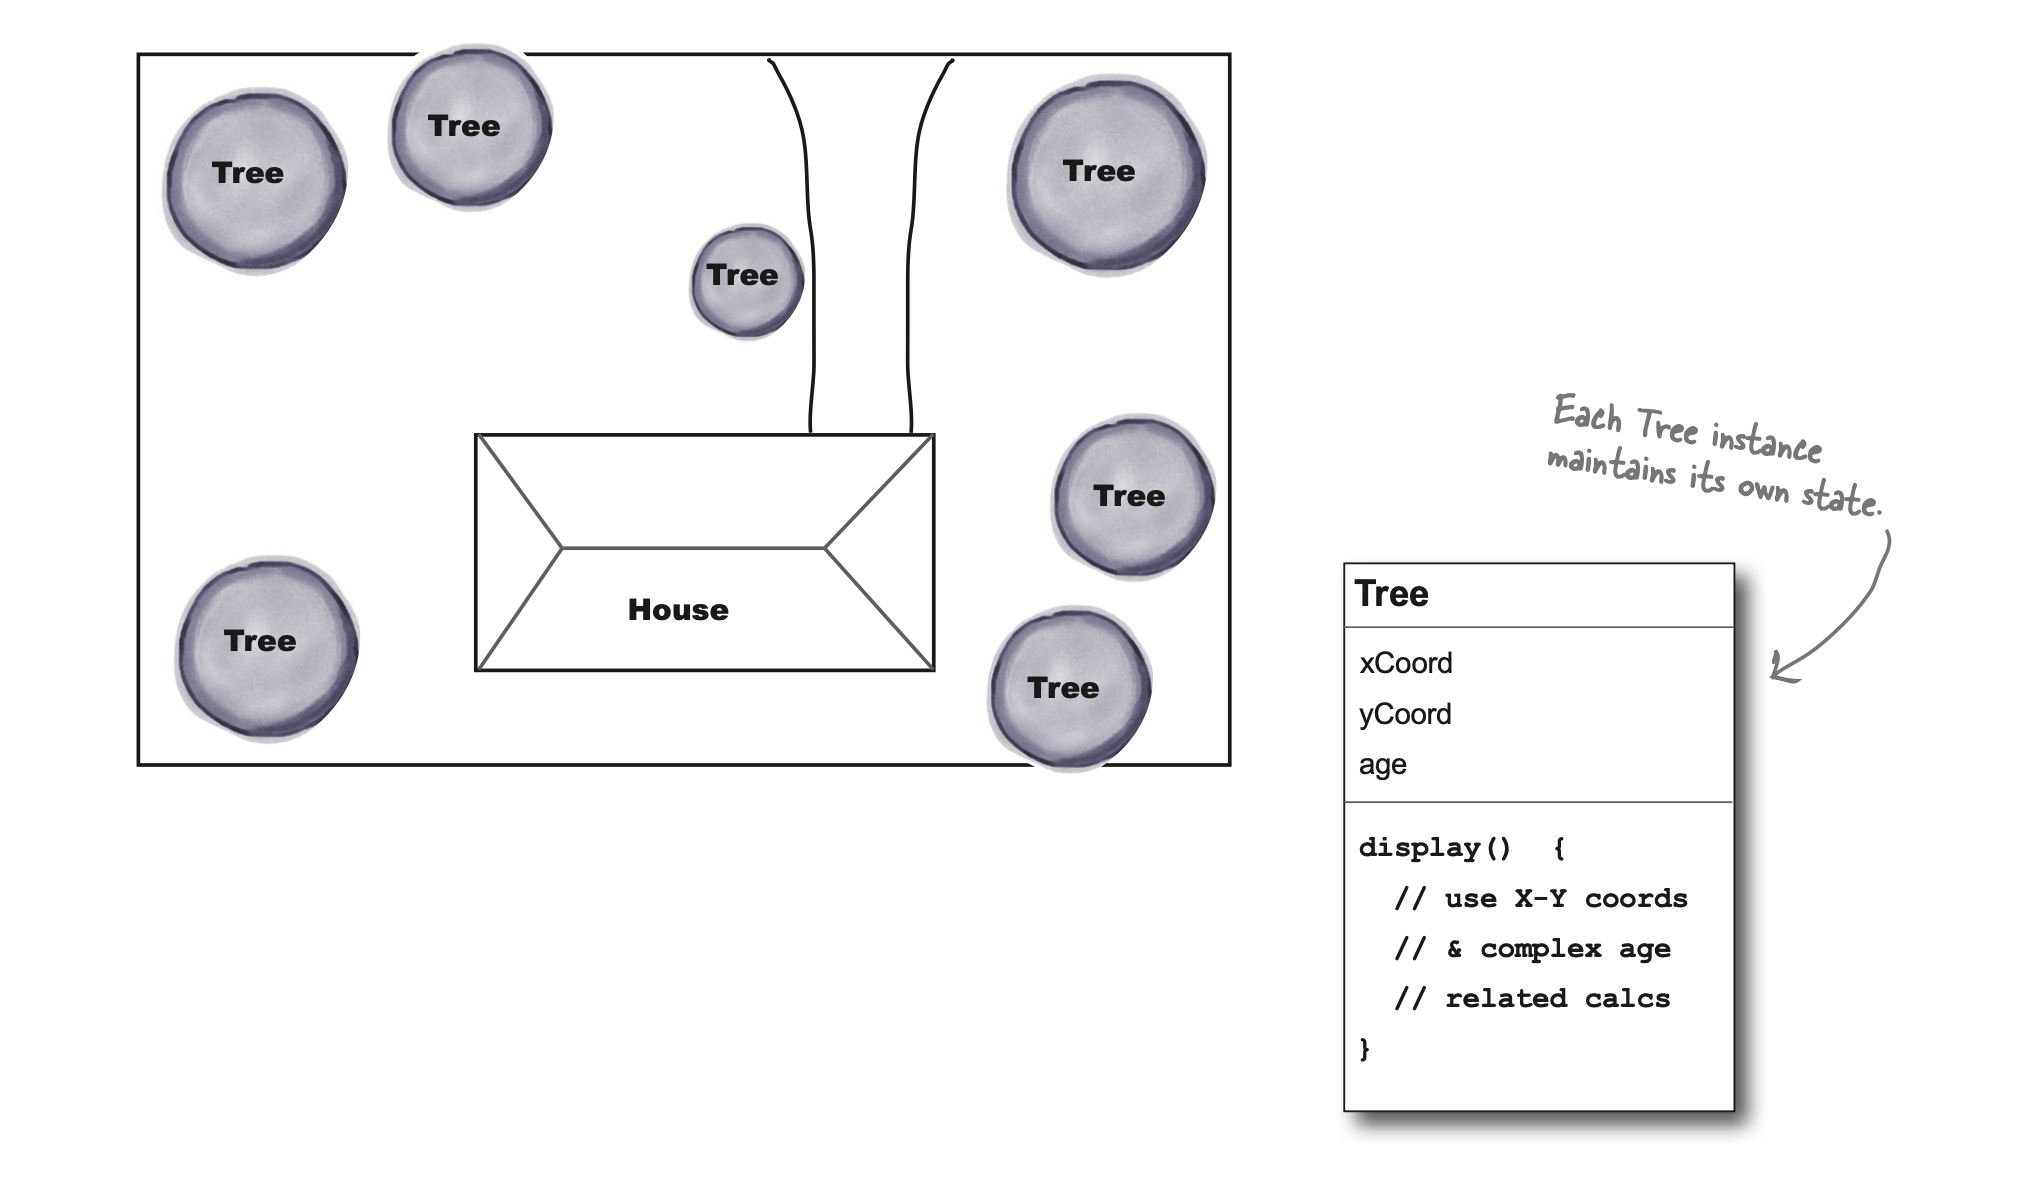 Tree
Tree
Tree
Tree
Tree
Tree
Tree
House
Each Tree instance
maintains its own state.
Tree
xCoord
yCoord
age
display() {
// use X-Y coords
// & complex age
// related calcs
}